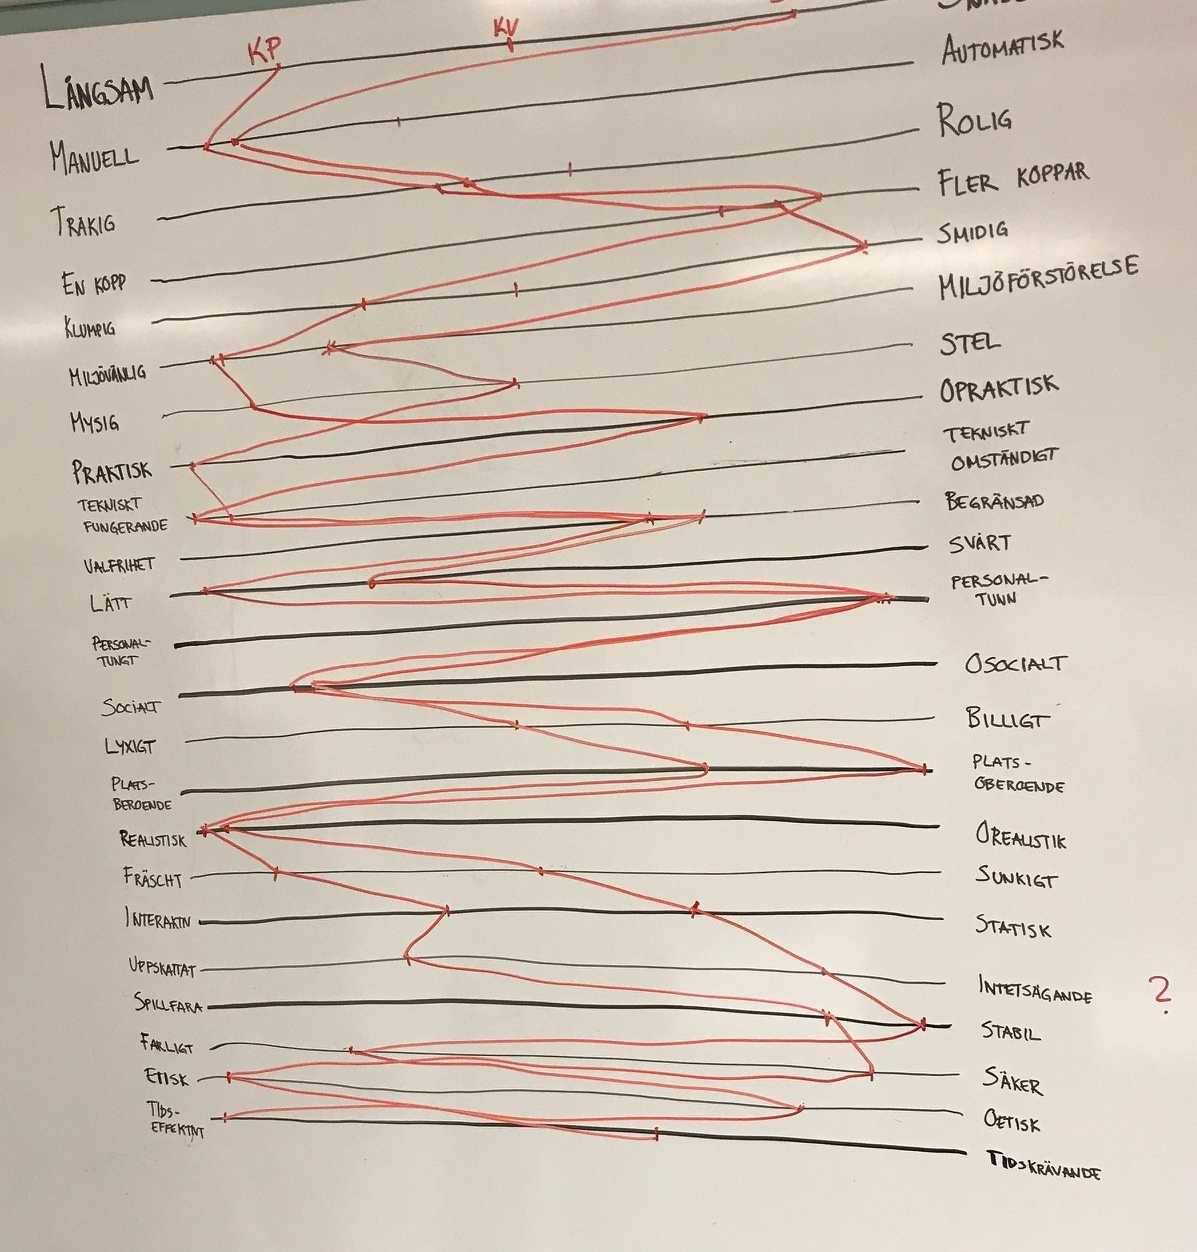 KP
KV
LÅNGSAM
AUTOMATISK
MANUELL
ROLIG
TRÅKIG
FLER KOPPAR
EN KOPP
SMIDIG
KLUMPIG
MILJÖFÖRSTÖRELSE
MILJÖVÄNLIG
STEL
MYSIG
OPRAKTISK
PRAKTISK
TEKNISKT
OMSTÄNDIGT
TEKNISKT
FUNGERANDE
BEGRÄNSAD
VALFRIHET
SVÅRT
LÄTT
PERSONAL-
TUNN
PERSONAL-
TUNGT
OSOCIALT
SOCIALT
BILLIGT
LYXIGT
PLATS-
OBEROENDE
PLATS-
BEROENDE
OREALISTIK
REALISTISK
SUNKIGT
FRÄSCHT
STATISK
INTERAKTIV
INTETSÄGANDE
?
UPPSKATTAT
STABIL
SPILLFARA
SÄKER
FARLIGT
OETISK
ETISK
TIDSKRÄVANDE
TIDS-
EFFEKTIVT